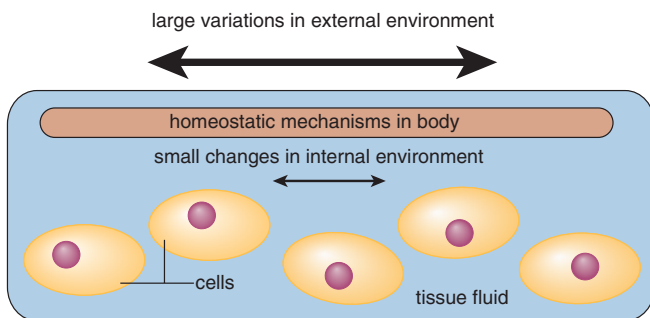 large variations in external environment
homeostatic mechanisms in body
small changes in internal environment
cells
tissue fluid